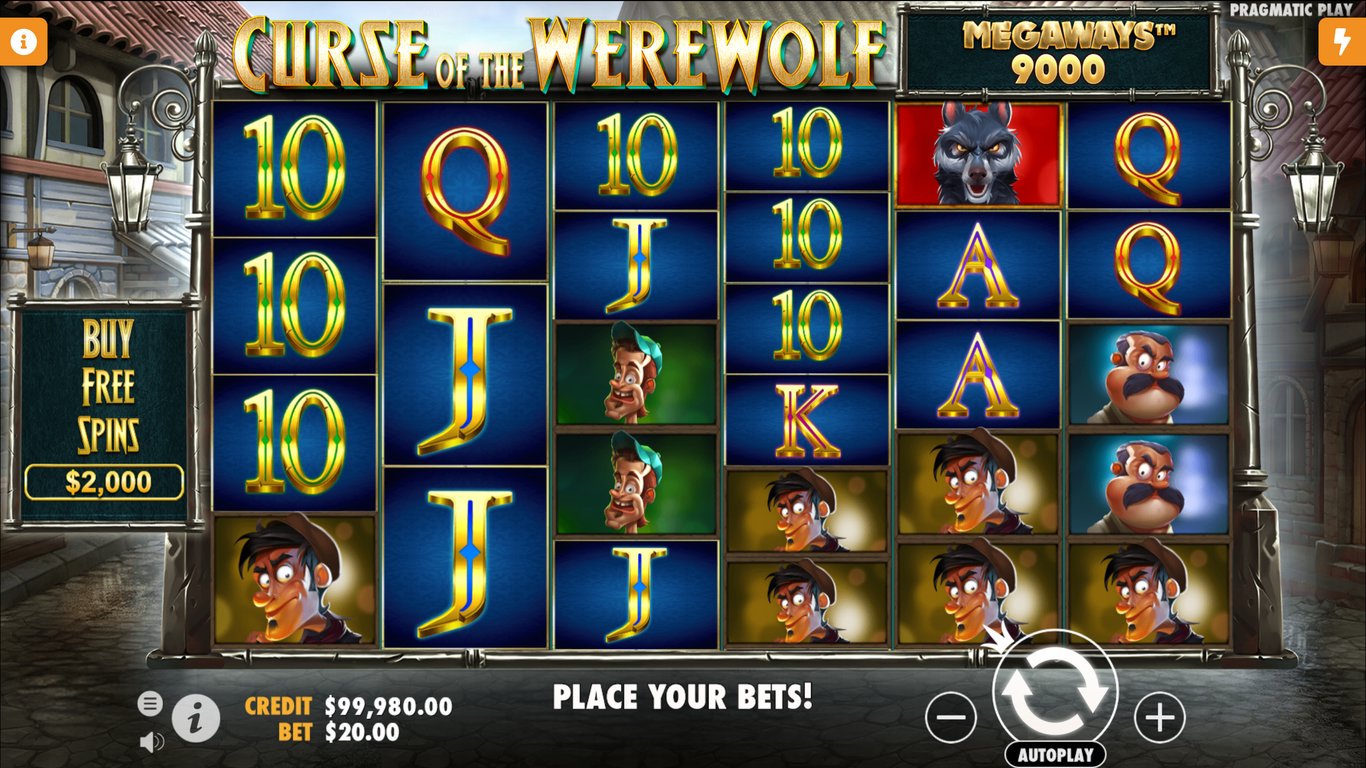 PRAGMATIC PLAY
CURSE OF THE WEREWOLF
MEGAWAYS™
9000
10 Q 10 10 Q
10 J A Q
10 J 10
10 J K A
J
BUY
FREE
SPINS
$2,000
CREDIT $99,980.00
BET $20.00
PLACE YOUR BETS!
AUTOPLAY